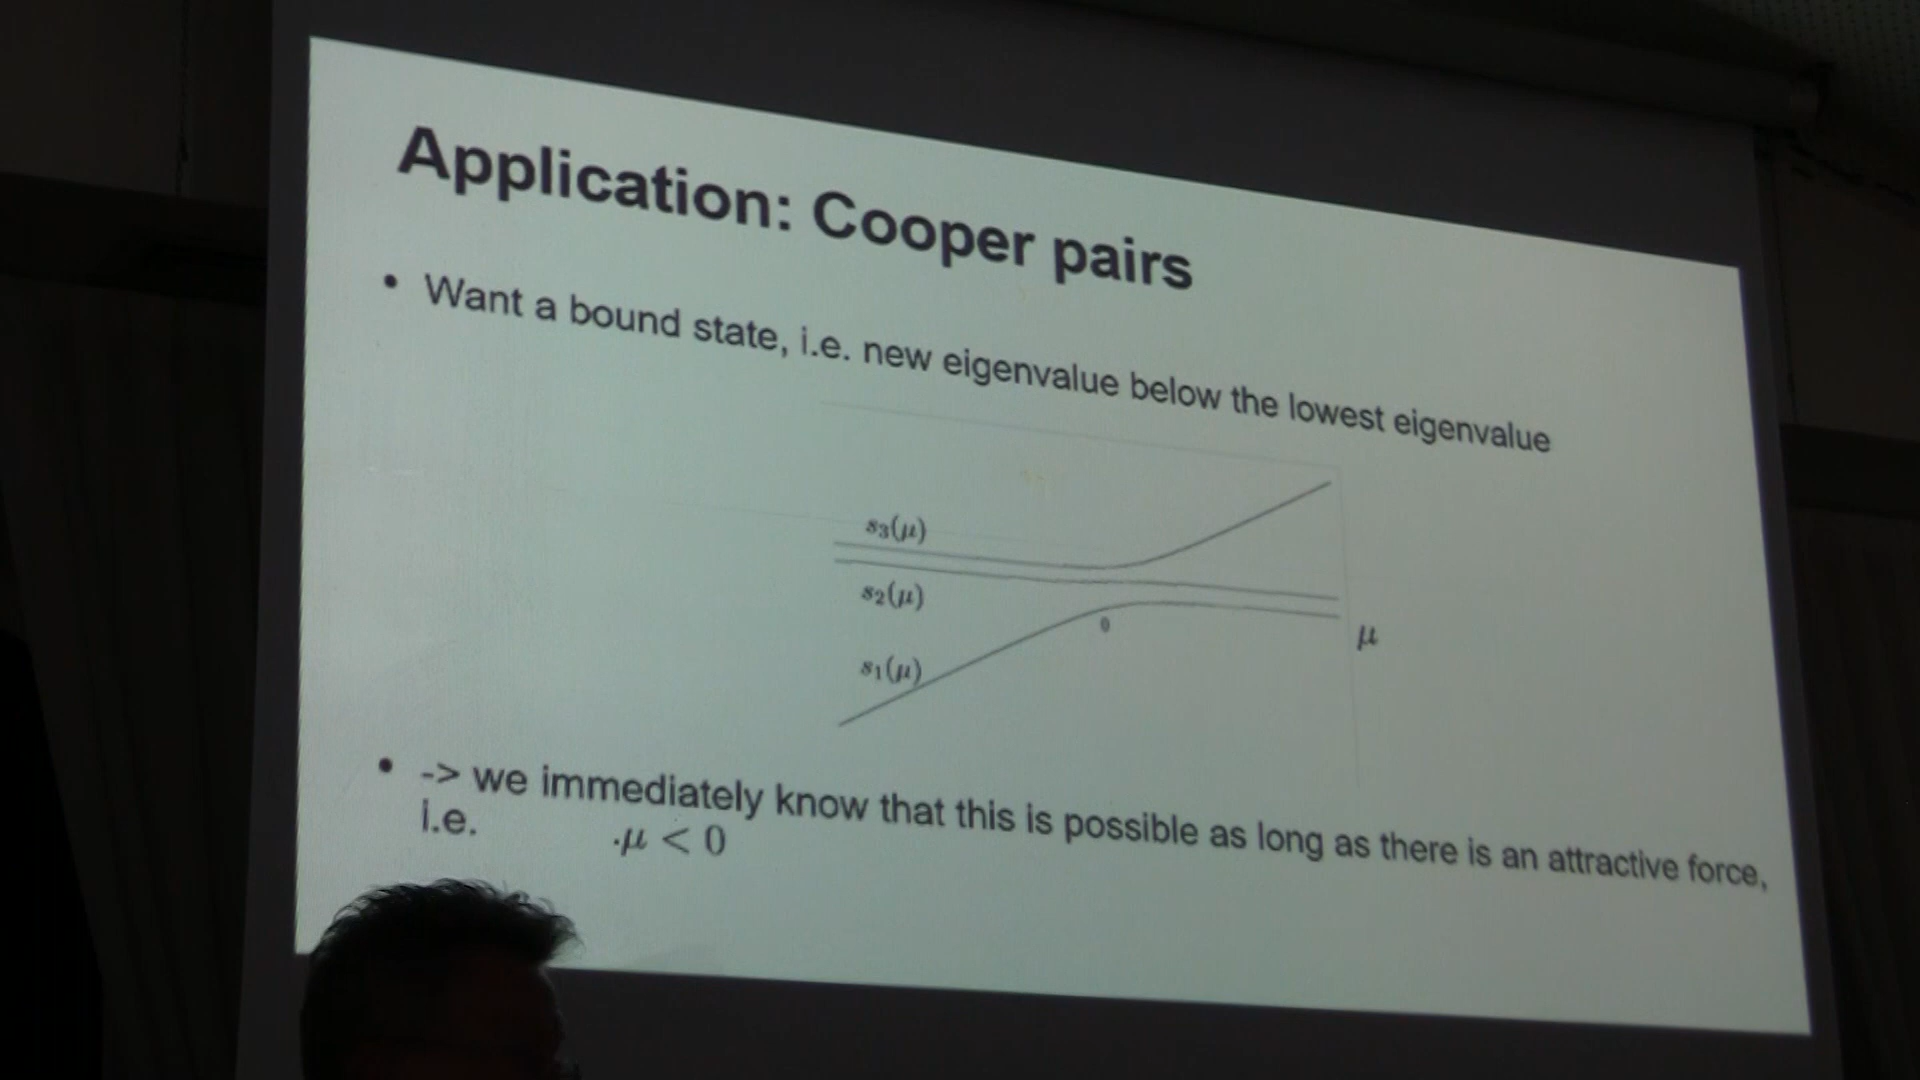 Application: Cooper pairs
• Want a bound state, i.e. new eigenvalue below the lowest eigenvalue
s₃(μ)
s₂(μ)
0
μ
s₁(μ)
• -> we immediately know that this is possible as long as there is an attractive force,
i.e. ·μ < 0